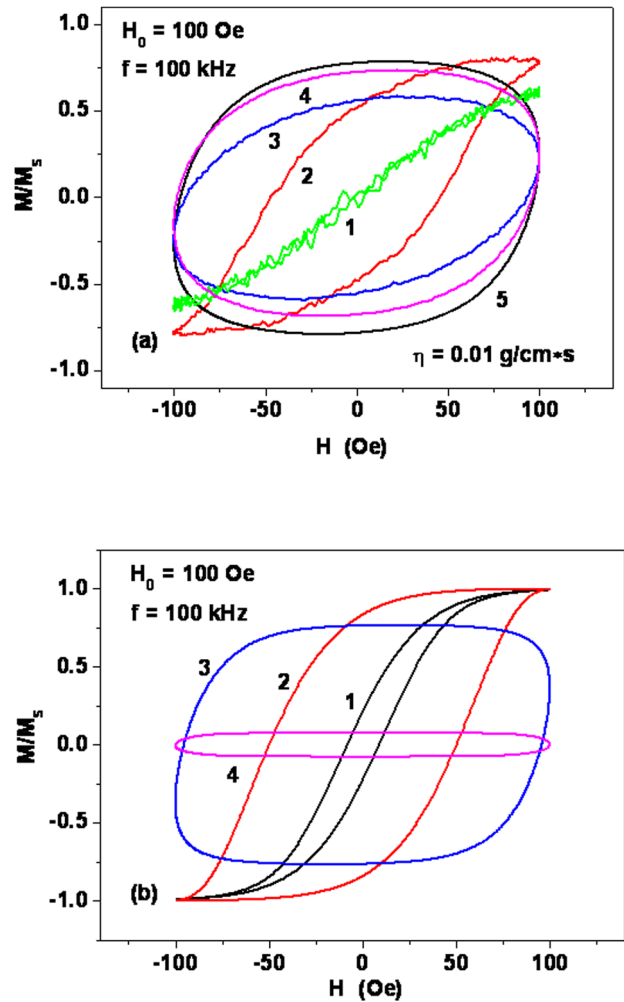 H₀ = 100 Oe
f = 100 kHz
1.0
0.5
0.0
-0.5
-1.0
M/Mₛ
4
3
2
1
5
(a)
η = 0.01 g/cm*s
-100 -50 0 50 100
H (Oe)
H₀ = 100 Oe
f = 100 kHz
1.0
0.5
0.0
-0.5
-1.0
M/Mₛ
3
2
1
4
(b)
-100 -50 0 50 100
H (Oe)